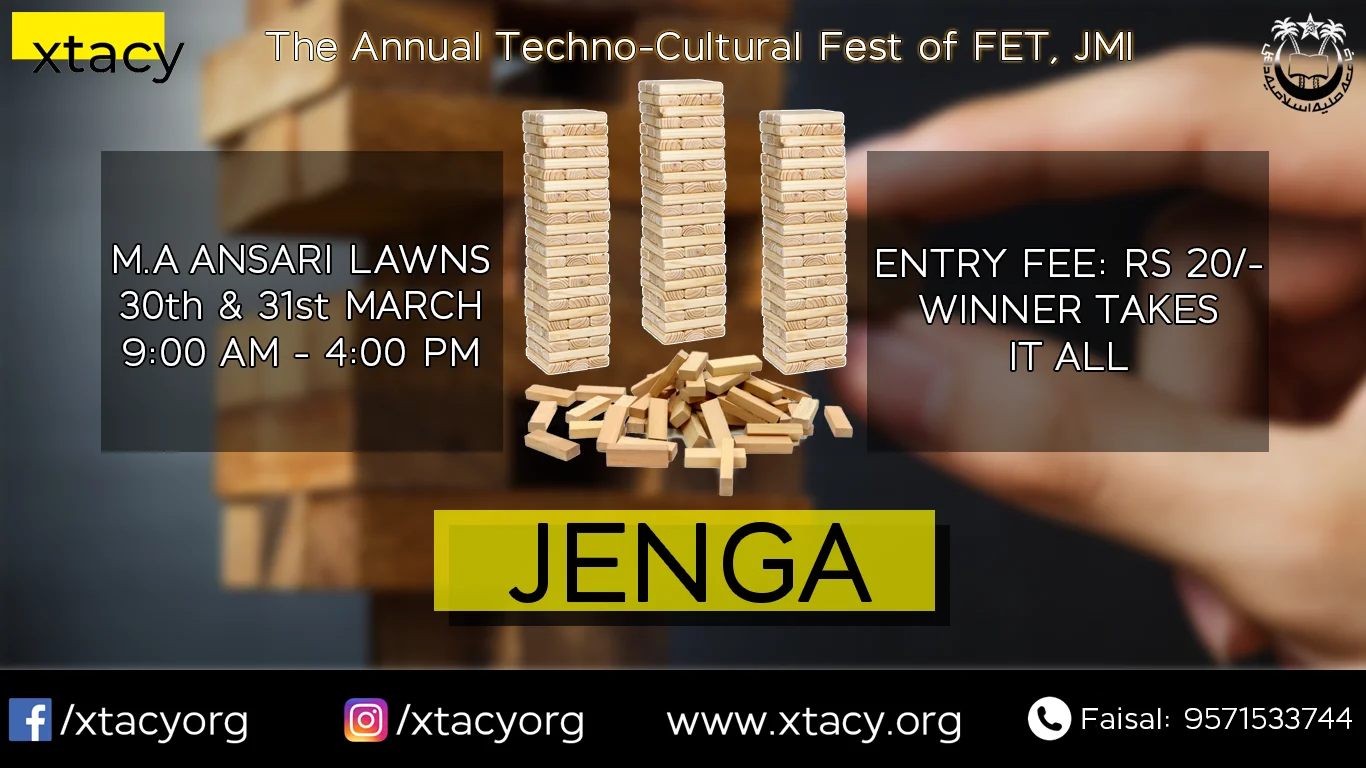 xtacy
The Annual Techno-Cultural Fest of FET, JMI
M.A ANSARI LAWNS
30th & 31st MARCH
9:00 AM - 4:00 PM
ENTRY FEE: RS 20/-
WINNER TAKES
IT ALL
JENGA
/xtacyorg
/xtacyorg
www.xtacy.org
Faisal: 9571533744